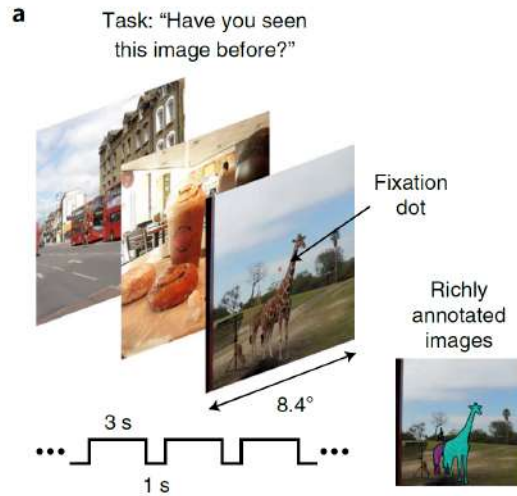 a
Task: “Have you seen
this image before?”
Fixation
dot
Richly
annotated
images
8.4°
3 s
1 s